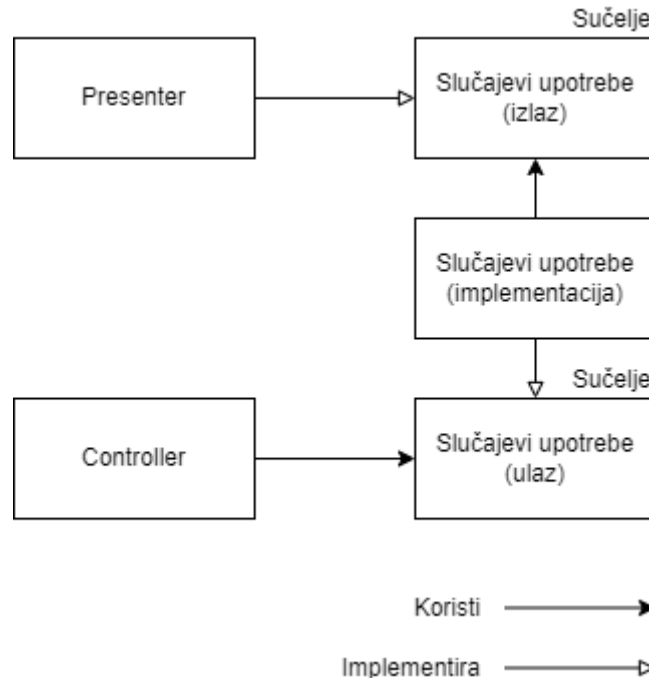 Sučelje
Presenter
Slučajevi upotrebe
(izlaz)
Slučajevi upotrebe
(implementacija)
Sučelje
Controller
Slučajevi upotrebe
(ulaz)
Koristi
Implementira